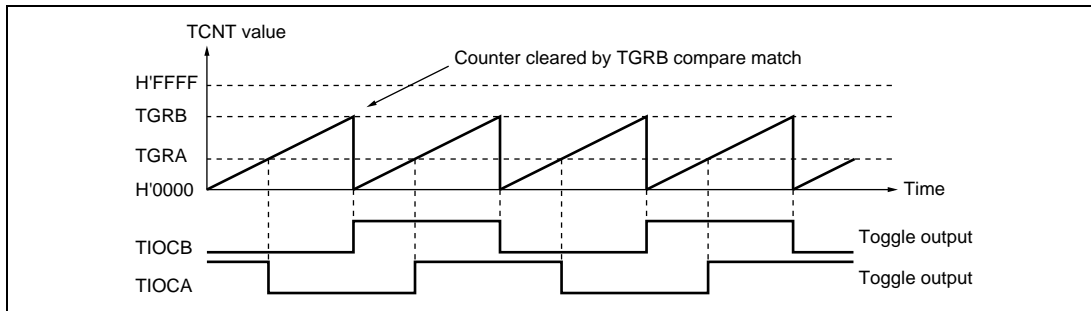 TCNT value
Counter cleared by TGRB compare match
H'FFFF
TGRB
TGRA
H'0000
Time
TIOCB
Toggle output
TIOCA
Toggle output